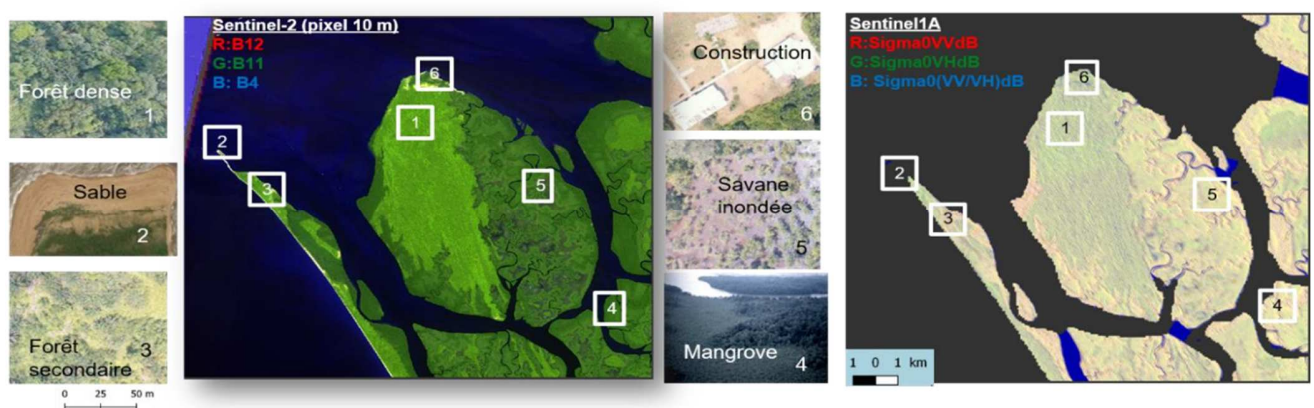 Forêt dense
1
Sable
2
Forêt
secondaire
3
0 25 50 m
Sentinel-2 (pixel 10 m)
R:B12
G:B11
B: B4
6
1
2
3
5
4
Construction
6
Savane
inondée
5
Mangrove
4
Sentinel1A
R:Sigma0VVdB
G:Sigma0VHdB
B: Sigma0(VV/VH)dB
6
1
2
3
5
4
1 0 1 km